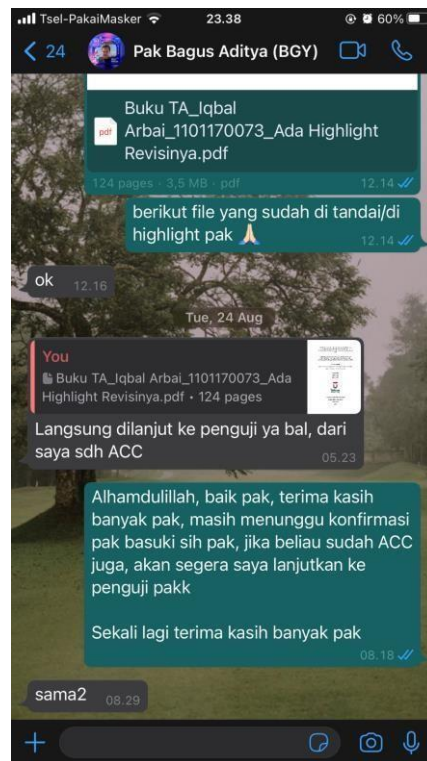 Tsel-PakaiMasker 23.38 60%
24 Pak Bagus Aditya (BGY)
Buku TA_Iqbal
Arbai_1101170073_Ada Highlight
Revisinya.pdf
pdf
124 pages · 3,5 MB · pdf 12.14
berikut file yang sudah di tandai/di
highlight pak 🙏🏻
12.14
ok 12.16
Tue, 24 Aug
You
Buku TA_Iqbal Arbai_1101170073_Ada
Highlight Revisinya.pdf • 124 pages
Langsung dilanjut ke penguji ya bal, dari
saya sdh ACC
05.23
Alhamdulillah, baik pak, terima kasih
banyak pak, masih menunggu konfirmasi
pak basuki sih pak, jika beliau sudah ACC
juga, akan segera saya lanjutkan ke
penguji pakk
Sekali lagi terima kasih banyak pak
08.18
sama2 08.29